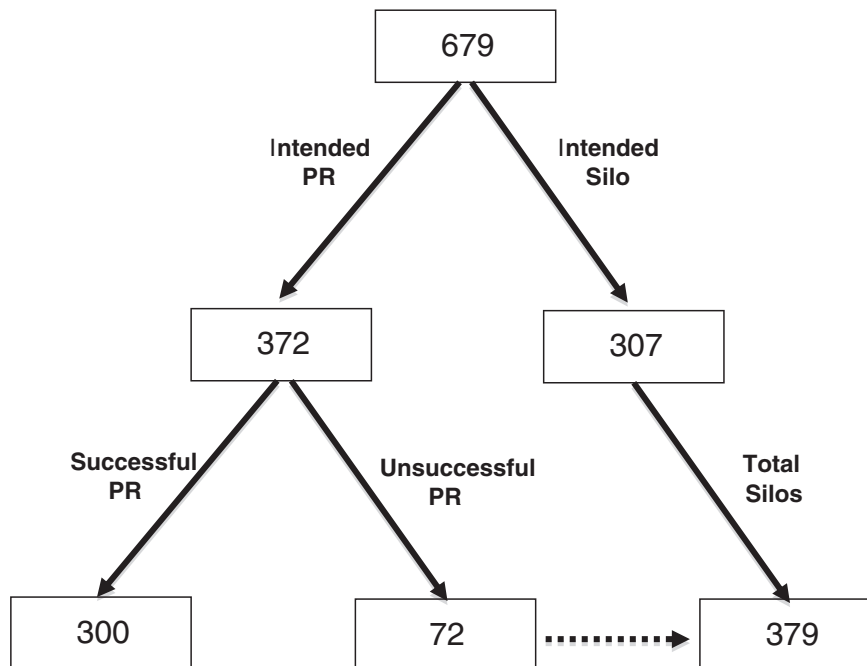 679
Intended
PR
Intended
Silo
372
307
Successful
PR
Unsuccessful
PR
Total
Silos
300
72
379